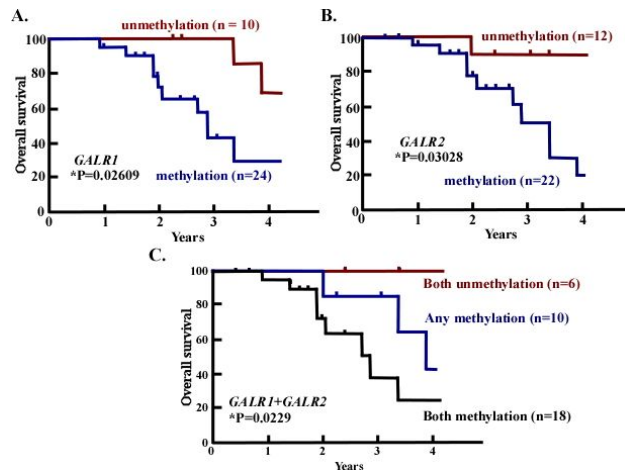 A.
unmethylation (n = 10)
100
80
60
40
20
0
Overall survival
GALR1
*P=0.02609
methylation (n=24)
0 1 2 3 4
Years
B.
unmethylation (n=12)
100
80
60
40
20
0
Overall survival
GALR2
*P=0.03028
methylation (n=22)
0 1 2 3 4
Years
C.
100
80
60
40
20
0
Overall survival
Both unmethylation (n=6)
Any methylation (n=10)
GALR1+GALR2
*P=0.0229
Both methylation (n=18)
0 1 2 3 4
Years